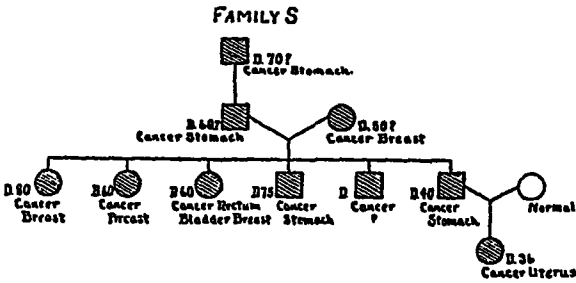 FAMILY S
D. 70?
Cancer Stomach.
D. 68?
Cancer Stomach
D. 50?
Cancer Breast
D. 60
Cancer
Breast
D. 60
Cancer
Breast
D. 60
Cancer Rectum
Bladder Breast
D. 75
Cancer
Stomach
D.
Cancer
?
D. 40
Cancer
Stomach
Normal
D. 36
Cancer Uterus